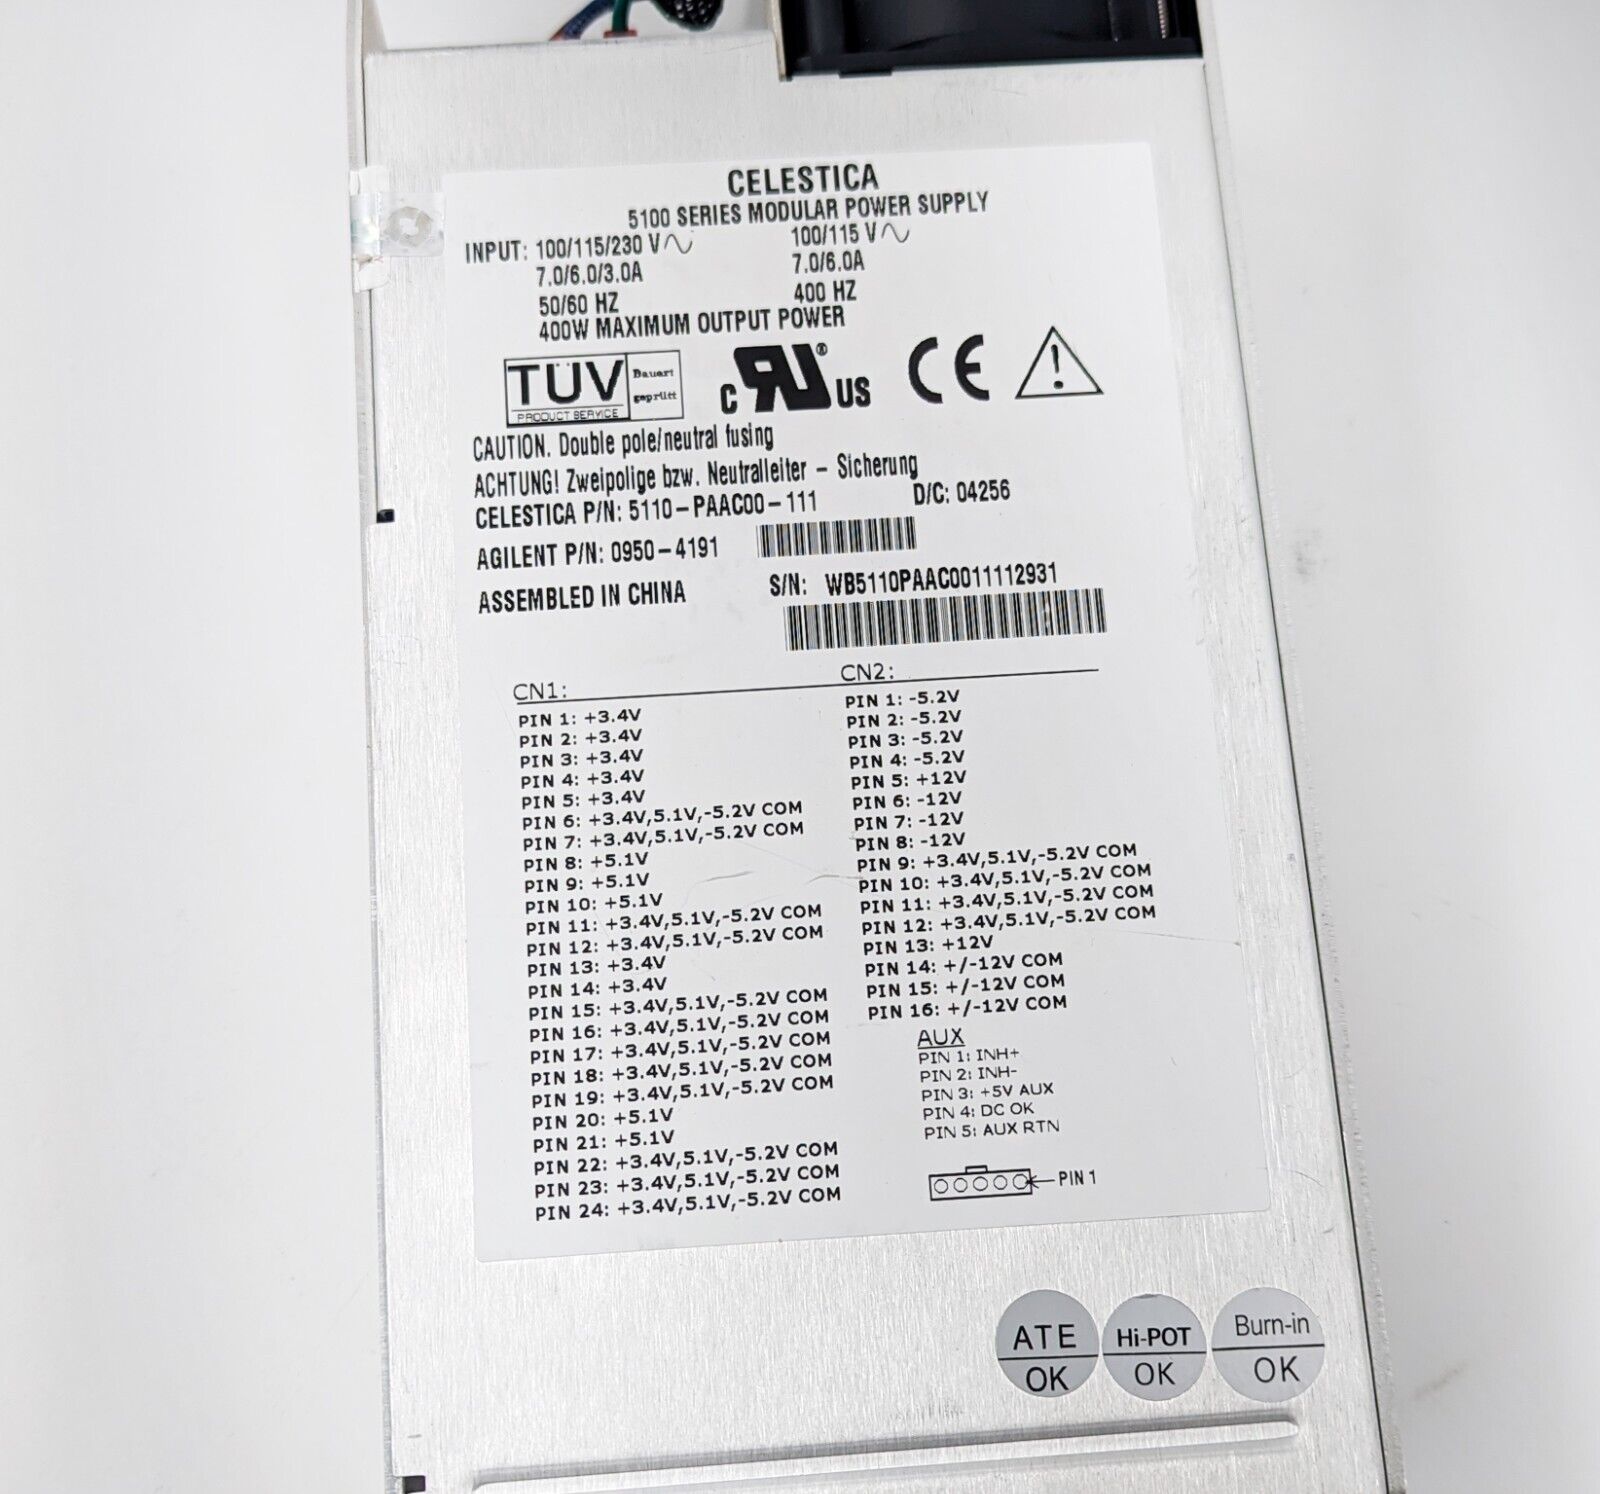 CELESTICA
5100 SERIES MODULAR POWER SUPPLY
INPUT: 100/115/230 V∿ 100/115 V∿
7.0/6.0/3.0A 7.0/6.0A
50/60 HZ 400 HZ
400W MAXIMUM OUTPUT POWER
TÜV Bauart geprüft
PRODUCT SERVICE
c RU® US CE
CAUTION. Double pole/neutral fusing
ACHTUNG! Zweipolige bzw. Neutralleiter – Sicherung
CELESTICA P/N: 5110-PAAC00-111 D/C: 04256
AGILENT P/N: 0950-4191
ASSEMBLED IN CHINA S/N: WB5110PAAC0011112931
CN1:
PIN 1: +3.4V
PIN 2: +3.4V
PIN 3: +3.4V
PIN 4: +3.4V
PIN 5: +3.4V
PIN 6: +3.4V,5.1V,-5.2V COM
PIN 7: +3.4V,5.1V,-5.2V COM
PIN 8: +5.1V
PIN 9: +5.1V
PIN 10: +5.1V
PIN 11: +3.4V,5.1V,-5.2V COM
PIN 12: +3.4V,5.1V,-5.2V COM
PIN 13: +3.4V
PIN 14: +3.4V
PIN 15: +3.4V,5.1V,-5.2V COM
PIN 16: +3.4V,5.1V,-5.2V COM
PIN 17: +3.4V,5.1V,-5.2V COM
PIN 18: +3.4V,5.1V,-5.2V COM
PIN 19: +3.4V,5.1V,-5.2V COM
PIN 20: +5.1V
PIN 21: +5.1V
PIN 22: +3.4V,5.1V,-5.2V COM
PIN 23: +3.4V,5.1V,-5.2V COM
PIN 24: +3.4V,5.1V,-5.2V COM
CN2:
PIN 1: -5.2V
PIN 2: -5.2V
PIN 3: -5.2V
PIN 4: -5.2V
PIN 5: +12V
PIN 6: -12V
PIN 7: -12V
PIN 8: -12V
PIN 9: +3.4V,5.1V,-5.2V COM
PIN 10: +3.4V,5.1V,-5.2V COM
PIN 11: +3.4V,5.1V,-5.2V COM
PIN 12: +3.4V,5.1V,-5.2V COM
PIN 13: +12V
PIN 14: +/-12V COM
PIN 15: +/-12V COM
PIN 16: +/-12V COM
AUX
PIN 1: INH+
PIN 2: INH-
PIN 3: +5V AUX
PIN 4: DC OK
PIN 5: AUX RTN
PIN 1
ATE
OK
Hi-POT
OK
Burn-in
OK